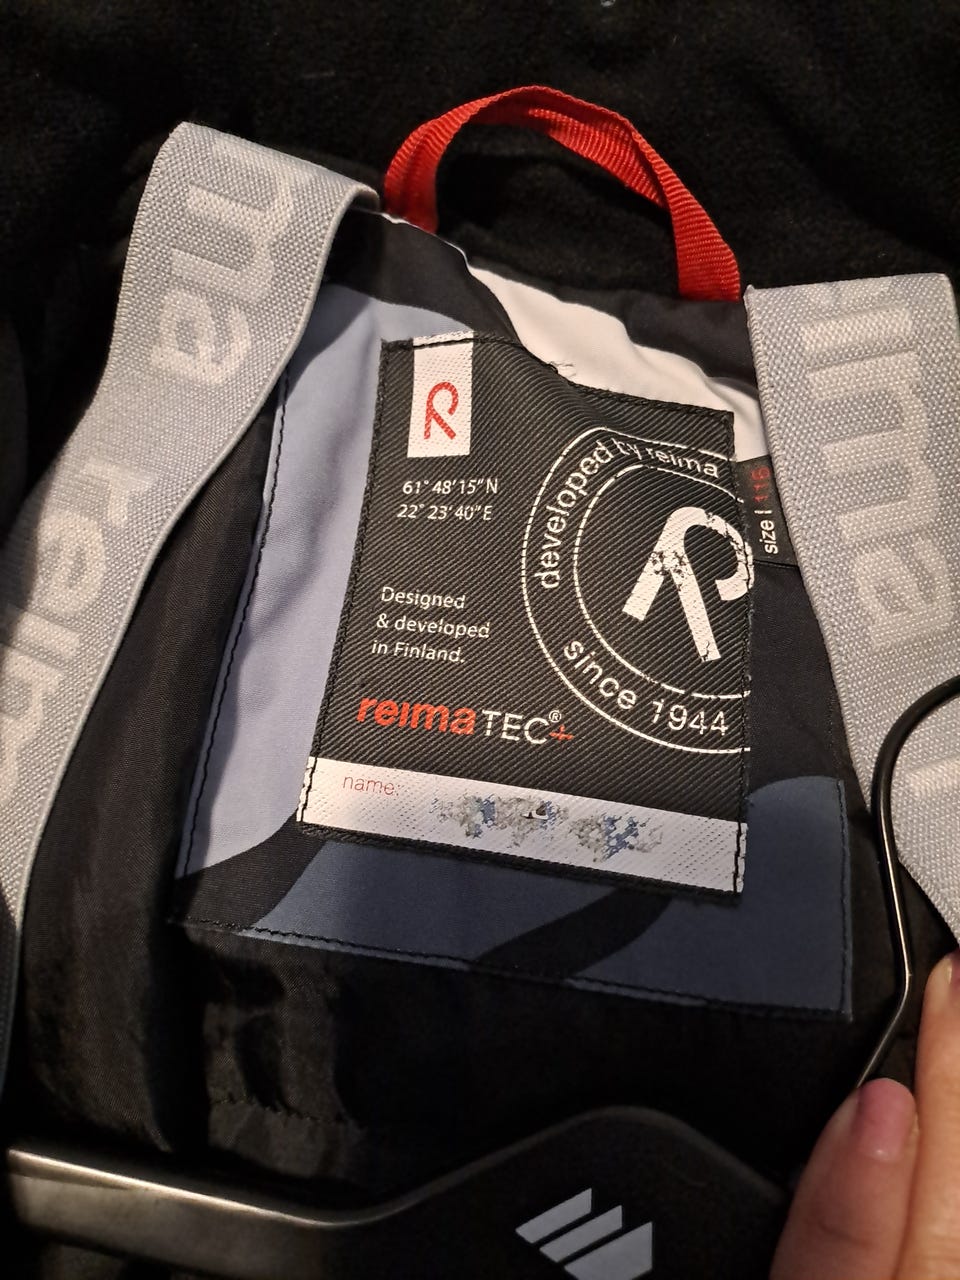 reima
reima
developed by reima
size | 116
61° 48' 15" N
22° 23' 40" E
Designed
& developed
in Finland.
since 1944
reimaTEC®+
name: